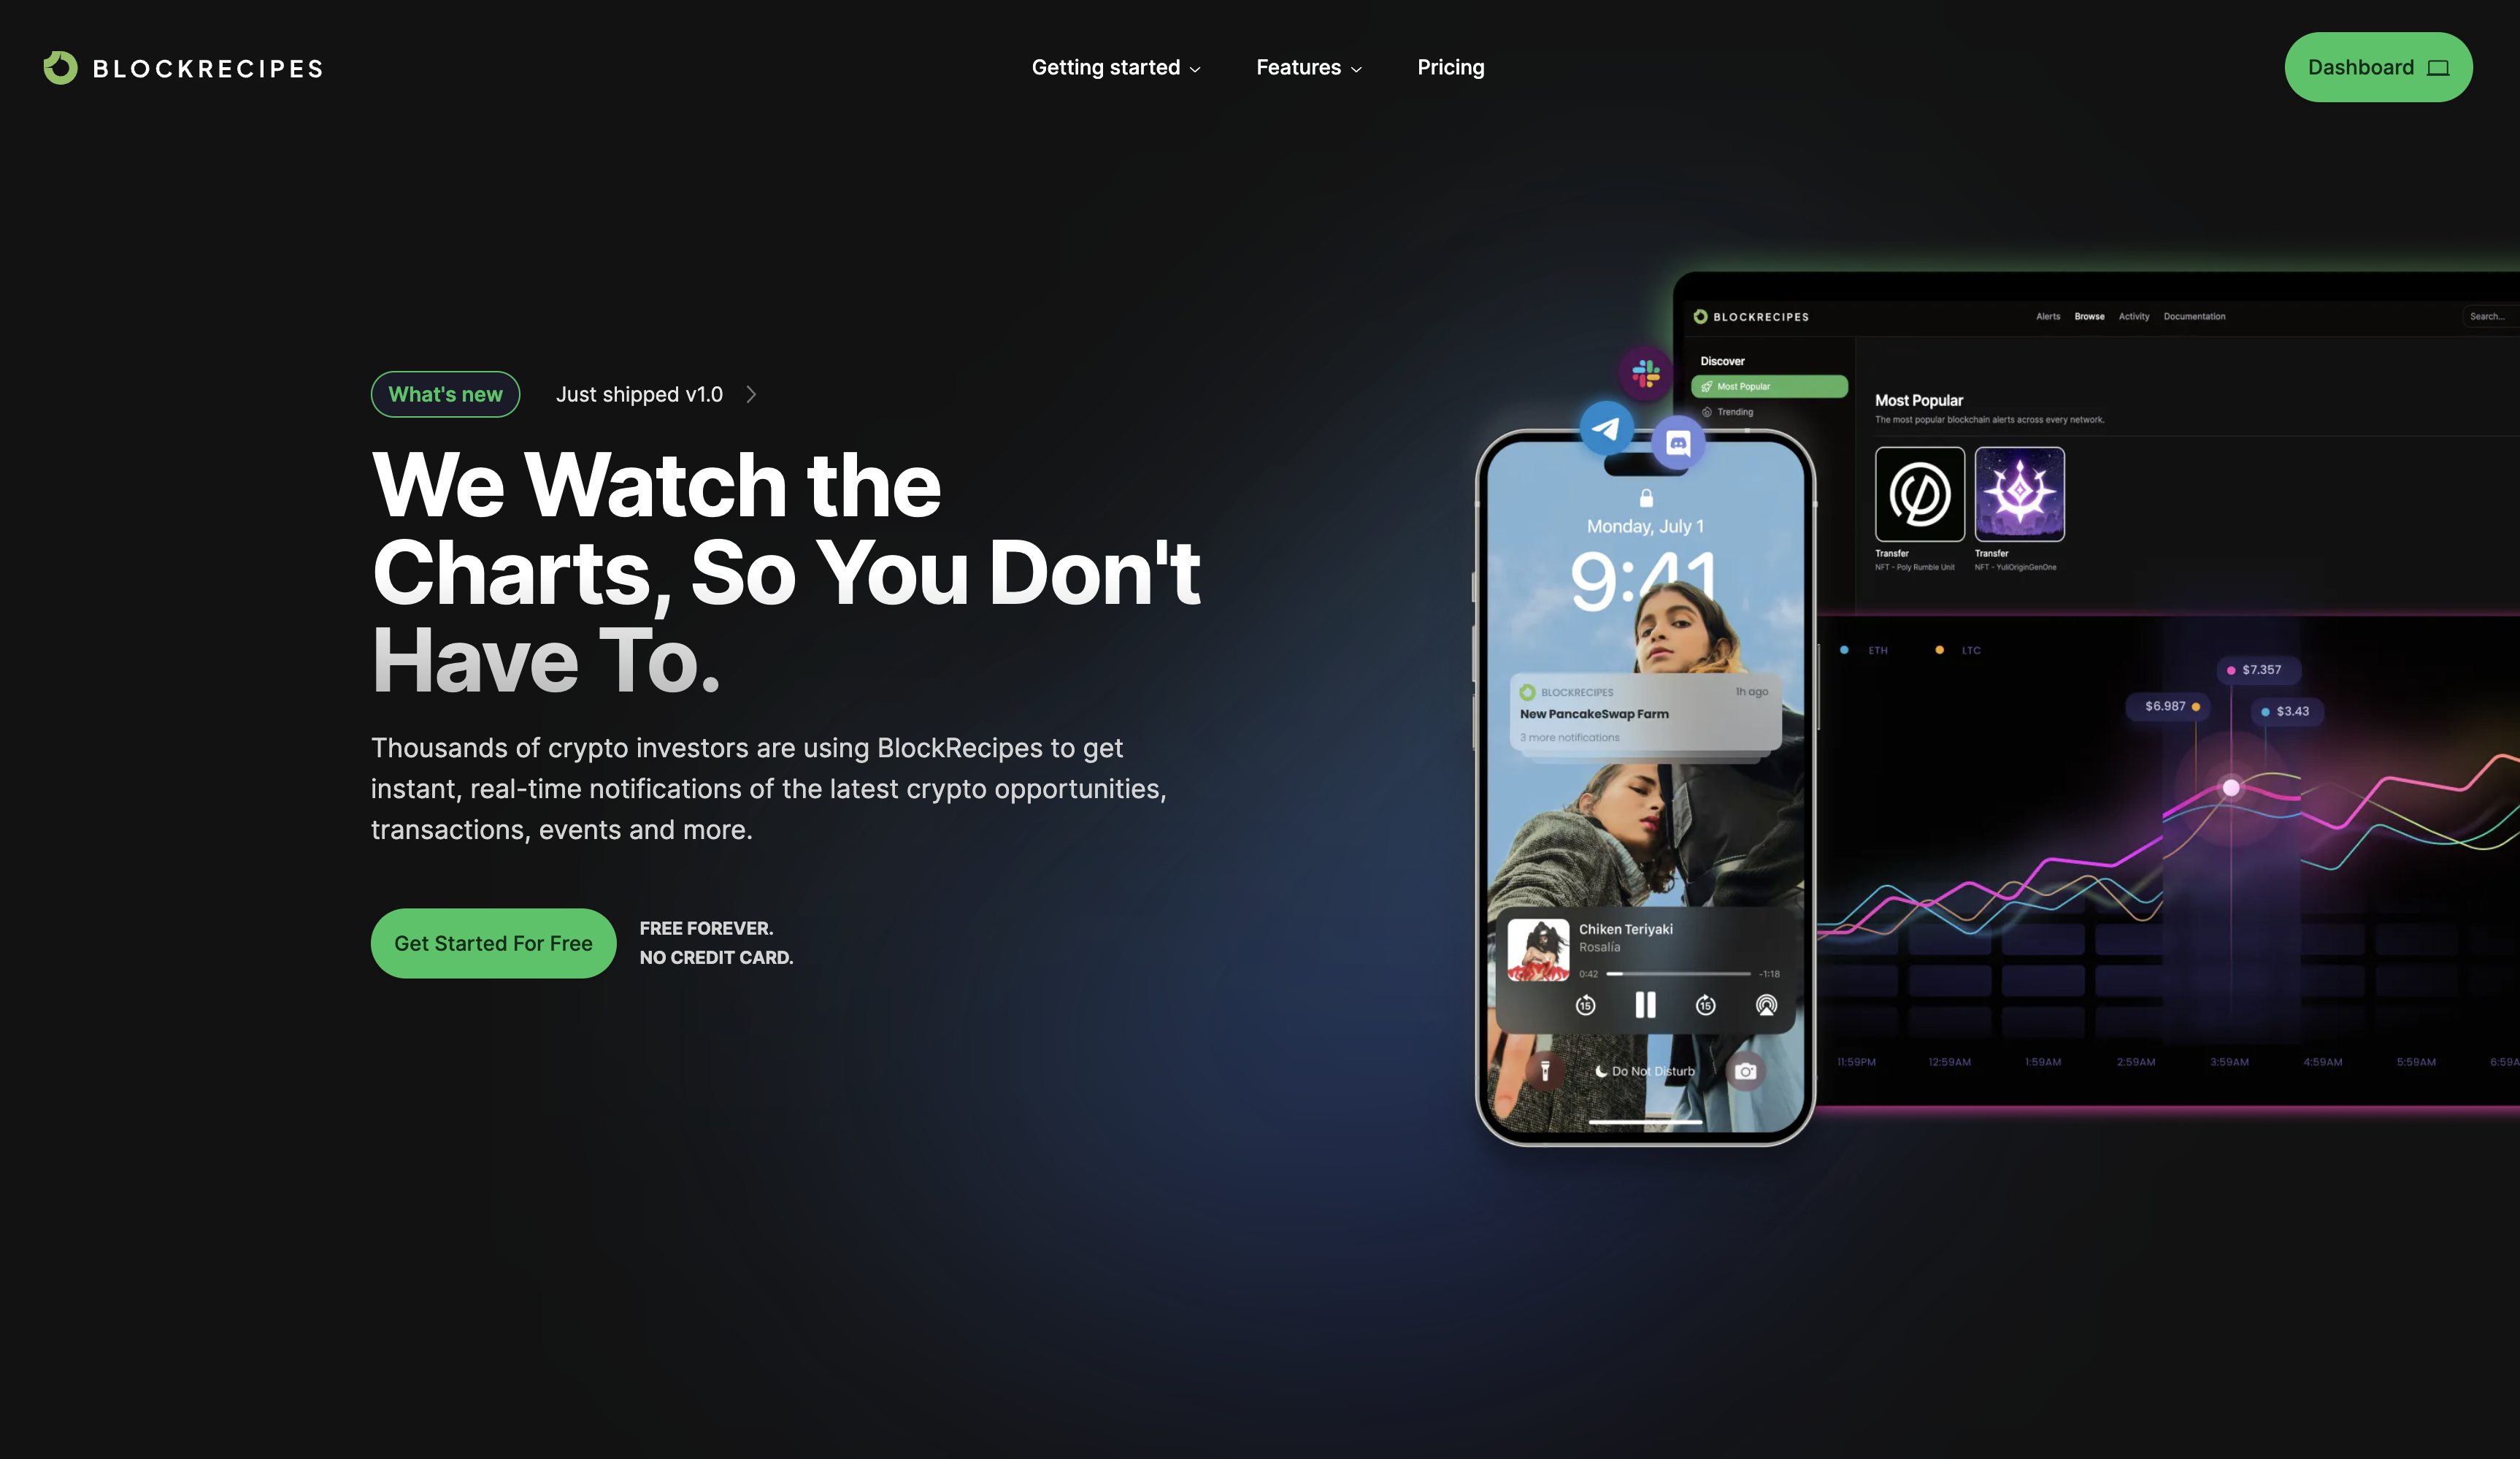 BLOCKRECIPES
Getting started
Features
Pricing
Dashboard
What's new
Just shipped v1.0
We Watch the
Charts, So You Don't
Have To.
Thousands of crypto investors are using BlockRecipes to get
instant, real-time notifications of the latest crypto opportunities,
transactions, events and more.
Get Started For Free
FREE FOREVER.
NO CREDIT CARD.
BLOCKRECIPES
Alerts
Browse
Activity
Documentation
Search...
Discover
Most Popular
Trending
Most Popular
The most popular blockchain alerts across every network.
Transfer
NFT - Poly Rumble Unit
Transfer
NFT - YuliOriginGenOne
Monday, July 1
9:41
BLOCKRECIPES
1h ago
New PancakeSwap Farm
3 more notifications
Chiken Teriyaki
Rosalía
0:42
-1:18
15
15
Do Not Disturb
ETH
LTC
$7.357
$6.987
$3.43
11:59PM
12:59AM
1:59AM
2:59AM
3:59AM
4:59AM
5:59AM
6:59A